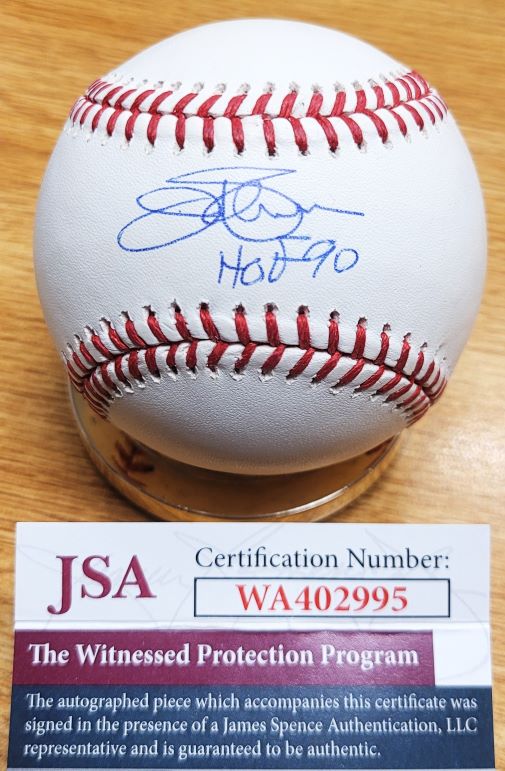 HOF 90
JSA
Certification Number:
WA402995
The Witnessed Protection Program
The autographed piece which accompanies this certificate was
signed in the presence of a James Spence Authentication, LLC
representative and is guaranteed to be authentic.